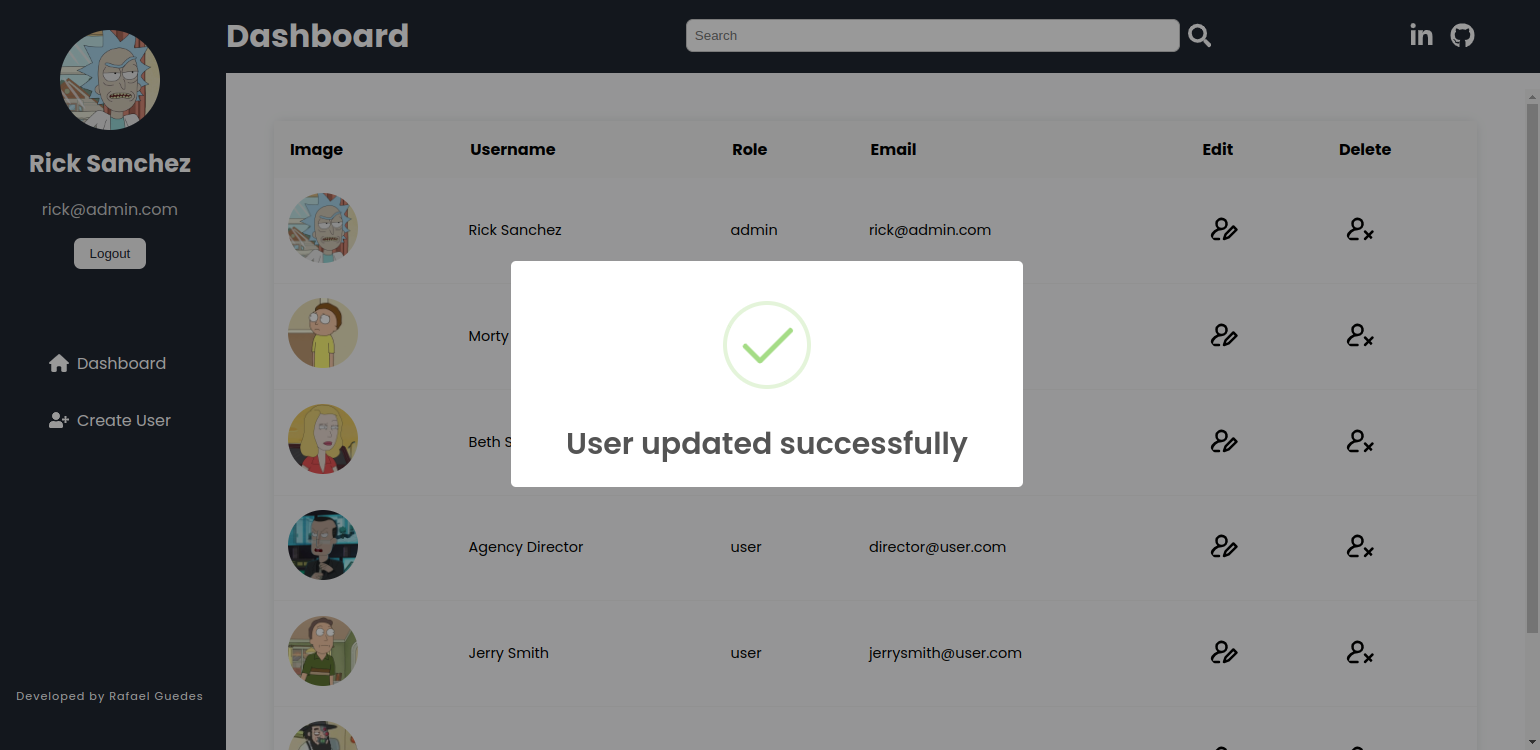 Rick Sanchez
rick@admin.com
Logout
Dashboard
Create User
Developed by Rafael Guedes
Dashboard
Search
Image Username Role Email Edit Delete
Rick Sanchez admin rick@admin.com
Morty
Beth S
User updated successfully
Agency Director user director@user.com
Jerry Smith user jerrysmith@user.com